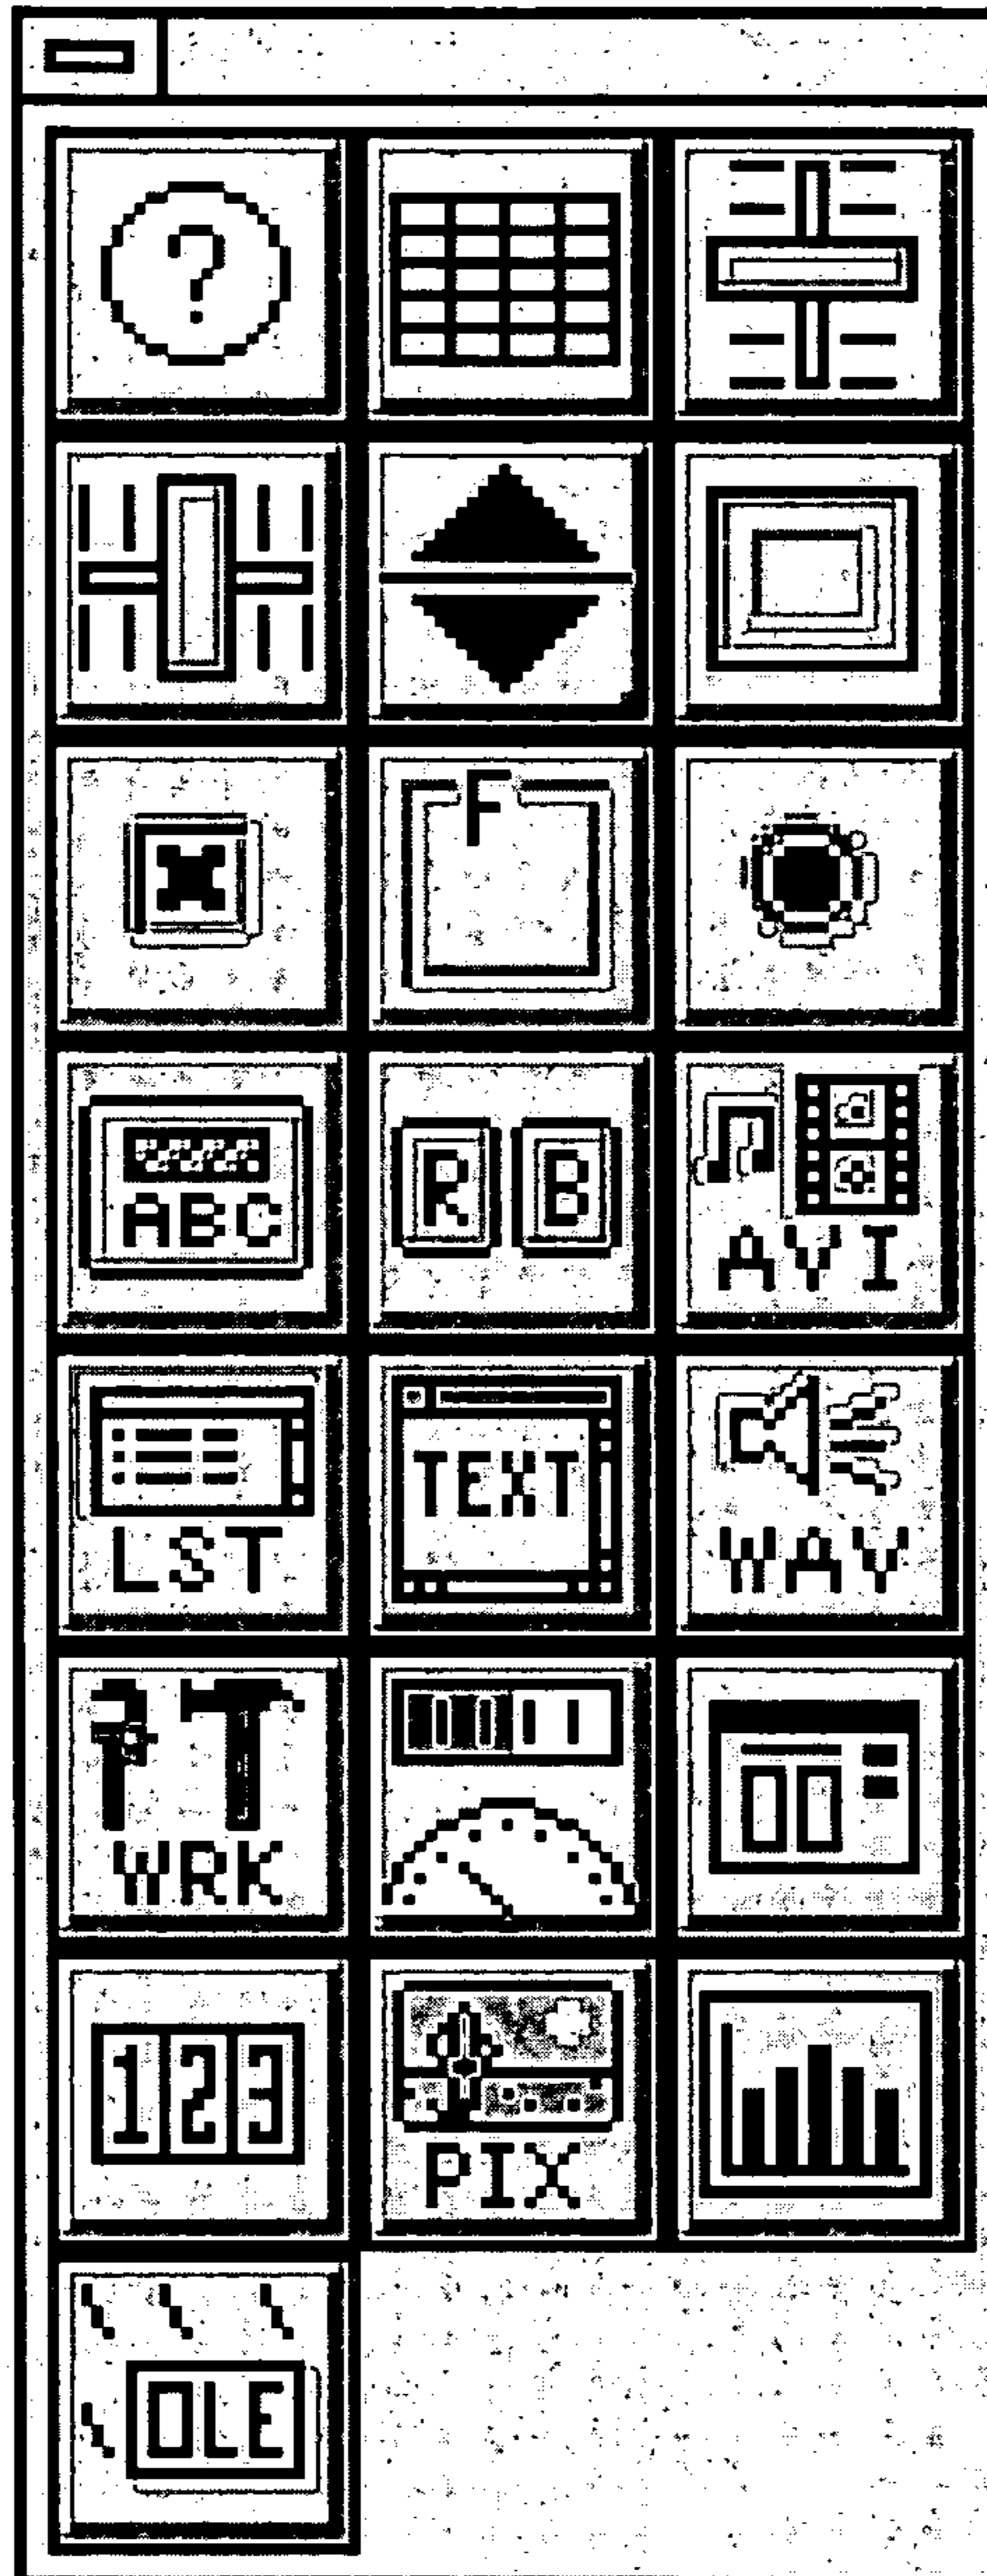 ?
F
ABC
R B
AVI
LST
TEXT
WAV
WRK
123
PIX
OLE